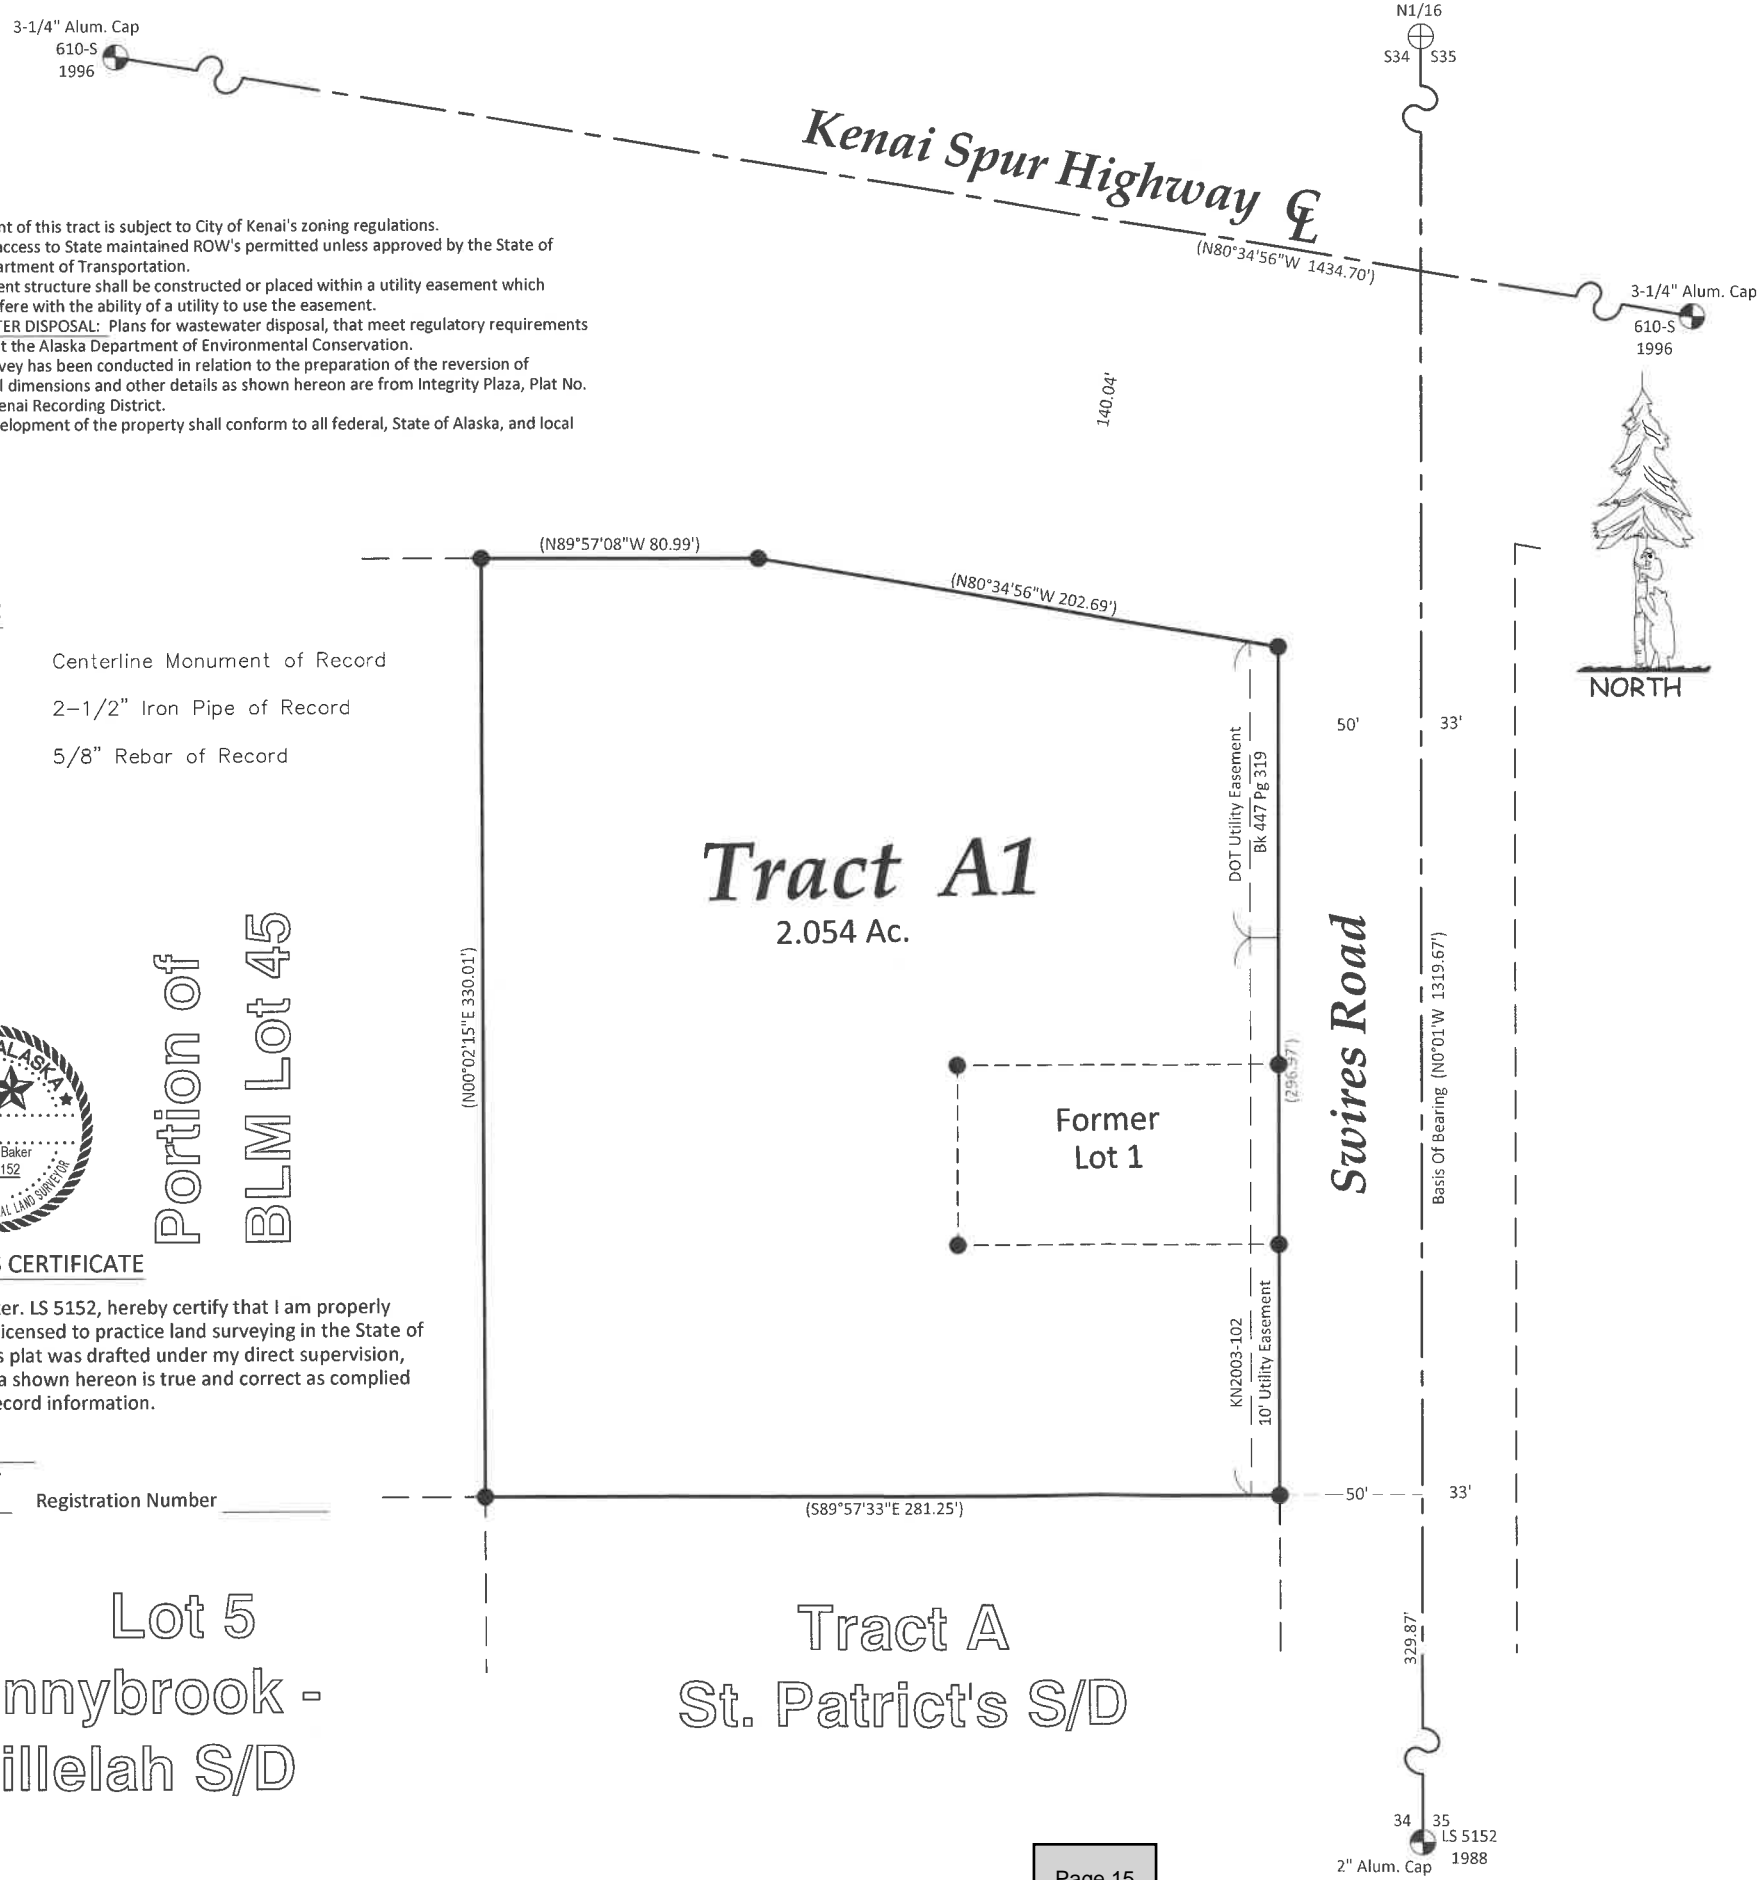 3-1/4" Alum. Cap
610-S
1996
N1/16
S34 S35
Kenai Spur Highway ℄
(N80°34'56"W 1434.70')
3-1/4" Alum. Cap
610-S
1996
nt of this tract is subject to City of Kenai's zoning regulations.
access to State maintained ROW's permitted unless approved by the State of
artment of Transportation.
ent structure shall be constructed or placed within a utility easement which
fere with the ability of a utility to use the easement.
TER DISPOSAL: Plans for wastewater disposal, that meet regulatory requirements
t the Alaska Department of Environmental Conservation.
vey has been conducted in relation to the preparation of the reversion of
l dimensions and other details as shown hereon are from Integrity Plaza, Plat No.
enai Recording District.
elopment of the property shall conform to all federal, State of Alaska, and local
140.04'
NORTH
(N89°57'08"W 80.99')
(N80°34'56"W 202.69')
Centerline Monument of Record
2-1/2" Iron Pipe of Record
5/8" Rebar of Record
50' 33'
DOT Utility Easement
Bk 447 Pg 319
Tract A1
2.054 Ac.
Portion of
BLM Lot 45
(N00°02'15"E 330.01')
Swires Road
(296.97')
Basis Of Bearing (N0°01'W 1319.67')
Former
Lot 1
KN2003-102
10' Utility Easement
ALASKA
Baker
152
AL LAND SURVEYOR
CERTIFICATE
ker. LS 5152, hereby certify that I am properly
licensed to practice land surveying in the State of
s plat was drafted under my direct supervision,
a shown hereon is true and correct as complied
ecord information.
Registration Number
(S89°57'33"E 281.25')
50' 33'
Lot 5
nnybrook -
illelah S/D
Tract A
St. Patrict's S/D
329.87'
34 35
LS 5152
1988
2" Alum. Cap
Page 15